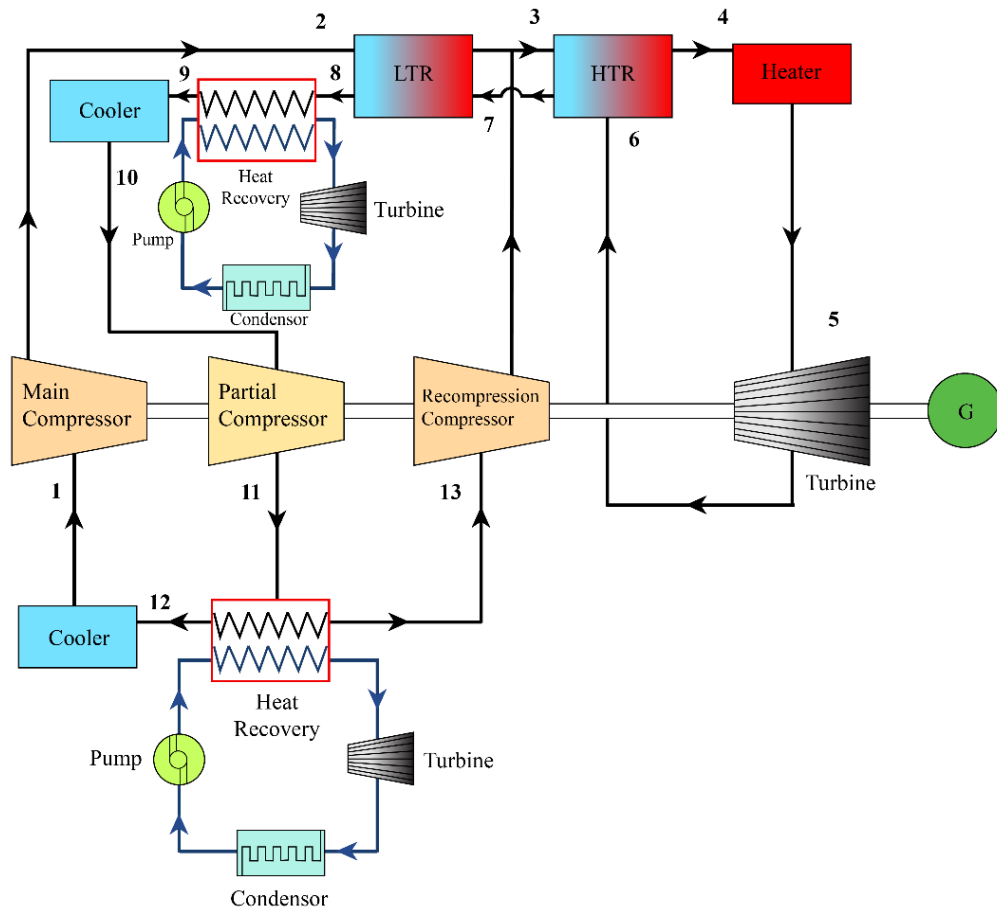 2
3
4
LTR
HTR
Heater
9
8
Cooler
7
6
10
Heat
Recovery
Turbine
Pump
Condensor
5
Main
Compressor
Partial
Compressor
Recompression
Compressor
G
1
11
13
Turbine
12
Cooler
Heat
Recovery
Pump
Turbine
Condensor